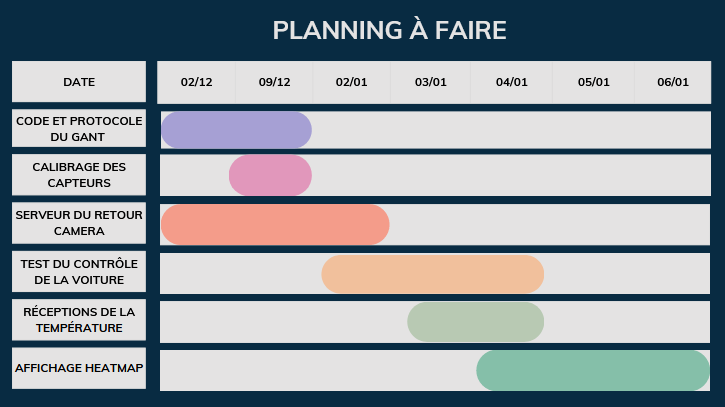 PLANNING À FAIRE
DATE
02/12
09/12
02/01
03/01
04/01
05/01
06/01
CODE ET PROTOCOLE
DU GANT
CALIBRAGE DES
CAPTEURS
SERVEUR DU RETOUR
CAMERA
TEST DU CONTRÔLE
DE LA VOITURE
RÉCEPTIONS DE LA
TEMPÉRATURE
AFFICHAGE HEATMAP